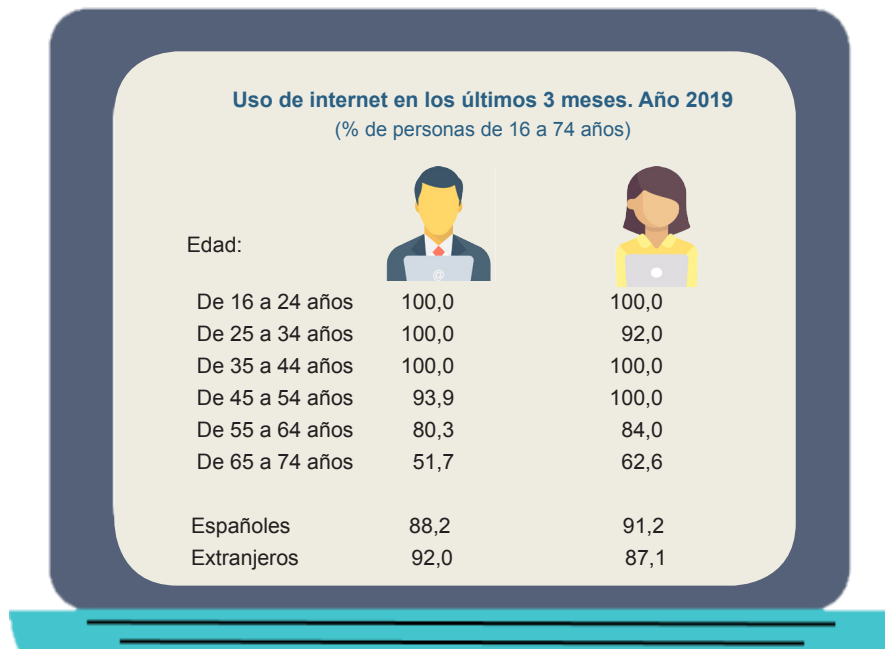 Uso de internet en los últimos 3 meses. Año 2019
(% de personas de 16 a 74 años)
Edad:
@
De 16 a 24 años 100,0 100,0
De 25 a 34 años 100,0 92,0
De 35 a 44 años 100,0 100,0
De 45 a 54 años 93,9 100,0
De 55 a 64 años 80,3 84,0
De 65 a 74 años 51,7 62,6
Españoles 88,2 91,2
Extranjeros 92,0 87,1